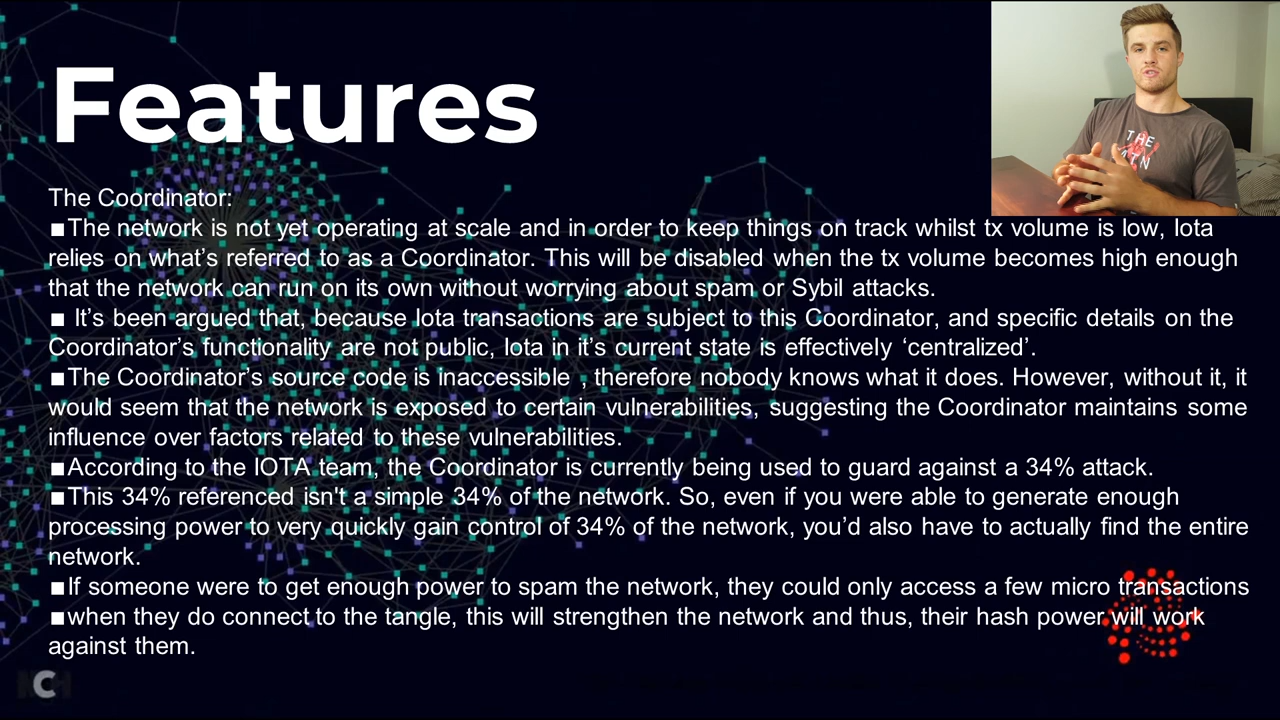 Features
The Coordinator:
■The network is not yet operating at scale and in order to keep things on track whilst tx volume is low, Iota
relies on what's referred to as a Coordinator. This will be disabled when the tx volume becomes high enough
that the network can run on its own without worrying about spam or Sybil attacks.
■ It's been argued that, because Iota transactions are subject to this Coordinator, and specific details on the
Coordinator's functionality are not public, Iota in it's current state is effectively ‘centralized’.
■The Coordinator's source code is inaccessible , therefore nobody knows what it does. However, without it, it
would seem that the network is exposed to certain vulnerabilities, suggesting the Coordinator maintains some
influence over factors related to these vulnerabilities.
■According to the IOTA team, the Coordinator is currently being used to guard against a 34% attack.
■This 34% referenced isn't a simple 34% of the network. So, even if you were able to generate enough
processing power to very quickly gain control of 34% of the network, you'd also have to actually find the entire
network.
■If someone were to get enough power to spam the network, they could only access a few micro transactions
■when they do connect to the tangle, this will strengthen the network and thus, their hash power will work
against them.
THE